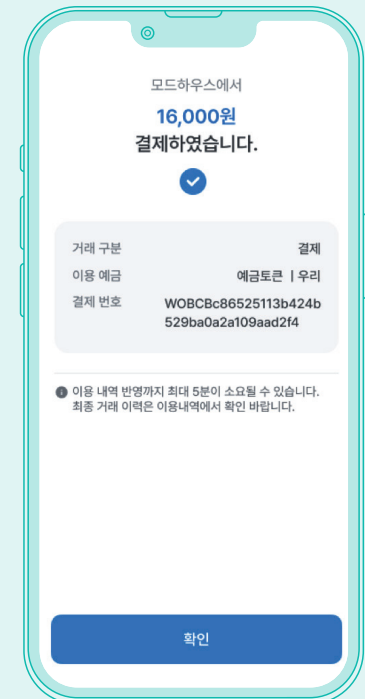 모드하우스에서
16,000원
결제하였습니다.
거래 구분 결제
이용 예금 예금토큰 | 우리
결제 번호 WOBCBc86525113b424b
529ba0a2a109aad2f4
이용 내역 반영까지 최대 5분이 소요될 수 있습니다.
최종 거래 이력은 이용내역에서 확인 바랍니다.
확인